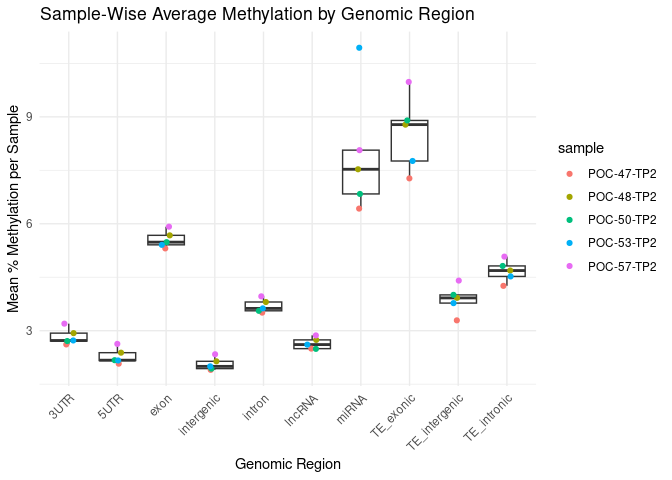 Sample-Wise Average Methylation by Genomic Region
Mean % Methylation per Sample
9
6
3
3UTR
5UTR
exon
intergenic
intron
lncRNA
miRNA
TE_exonic
TE_intergenic
TE_intronic
Genomic Region
sample
POC-47-TP2
POC-48-TP2
POC-50-TP2
POC-53-TP2
POC-57-TP2